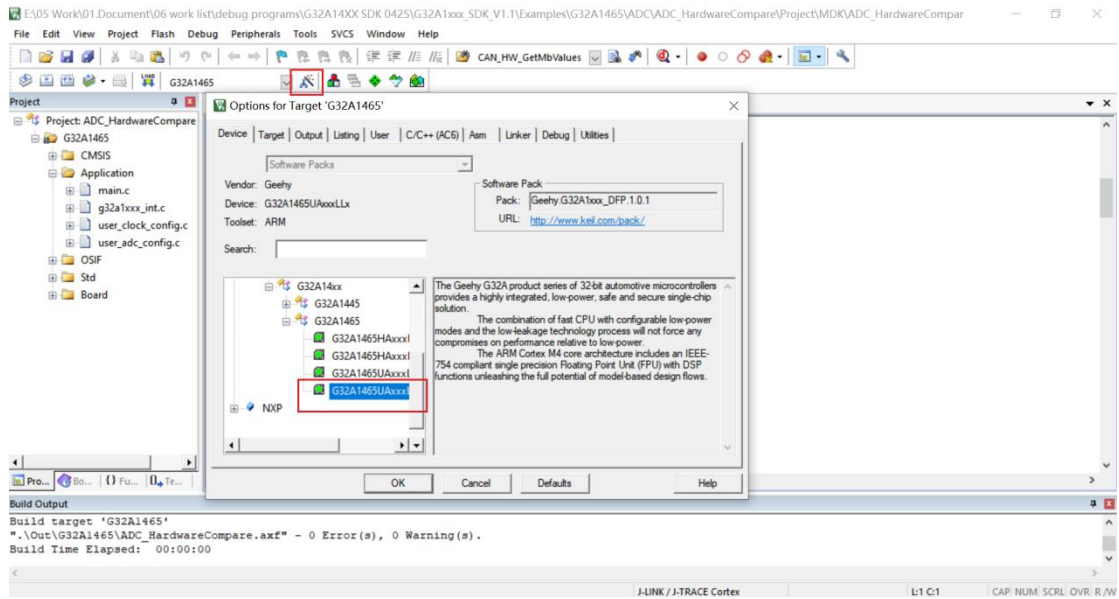 E:\05 Work\01.Document\06 work list\debug programs\G32A14XX SDK 0425\G32A1xxx_SDK_V1.1\Examples\G32A1465\ADC\ADC_HardwareCompare\Project\MDK\ADC_HardwareCompar
File Edit View Project Flash Debug Peripherals Tools SVCS Window Help
CAN_HW_GetMbValues
LOAD G32A1465
Project
Project: ADC_HardwareCompare
G32A1465
CMSIS
Application
main.c
g32a1xxx_int.c
user_clock_config.c
user_adc_config.c
OSIF
Std
Board
Pro... Bo... {} Fu... Te...
Options for Target 'G32A1465'
Device Target Output Listing User C/C++ (AC6) Asm Linker Debug Utilities
Software Packs
Vendor: Geehy
Device: G32A1465UAxxxLLx
Toolset: ARM
Search:
Software Pack
Pack: Geehy.G32A1xxx_DFP.1.0.1
URL: http://www.keil.com/pack/
G32A14xx
G32A1445
G32A1465
G32A1465HAxxxl
G32A1465HAxxxl
G32A1465UAxxxl
G32A1465UAxxxl
NXP
The Geehy G32A product series of 32-bit automotive microcontrollers
provides a highly integrated, low-power, safe and secure single-chip
solution.
The combination of fast CPU with configurable low-power
modes and the low-leakage technology process will not force any
compromises on performance relative to low-power.
The ARM Cortex M4 core architecture includes an IEEE-
754 compliant single precision Floating Point Unit (FPU) with DSP
functions unleashing the full potential of model-based design flows.
OK Cancel Defaults Help
Build Output
Build target 'G32A1465'
".\Out\G32A1465\ADC_HardwareCompare.axf" - 0 Error(s), 0 Warning(s).
Build Time Elapsed: 00:00:00
J-LINK / J-TRACE Cortex L:1 C:1 CAP NUM SCRL OVR R/W